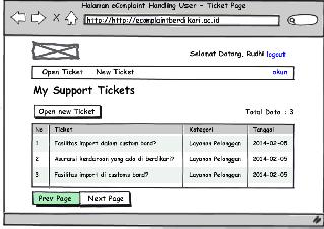 Halaman eComplaint Handling User - Ticket Page
http://http://ecomplaintberdikari.ac.id
Selamat Datang, Rudhi logout
Open Ticket New Ticket akun
My Support Tickets
Open new Ticket Total Data : 3
No Ticket Kategori Tanggal
1 Fasilitas import dalam custom bond? Layanan Pelanggan 2014-02-05
2 Asuransi kendaraan yang ada di berdikari? Layanan Pelanggan 2014-02-05
3 Fasilitas import di customs bond? Layanan Pelanggan 2014-02-05
Prev Page Next Page